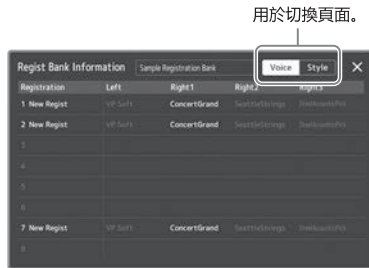 用於切換頁面。
Regist Bank Information Sample Registration Bank Voice Style ×
Registration Left Right1 Right2 Right3
1 New Regist VP Soft ConcertGrand SeattleStrings
2 New Regist VP Soft ConcertGrand SeattleStrings
3
4
5
6
7 New Regist VP Soft ConcertGrand SeattleStrings
8